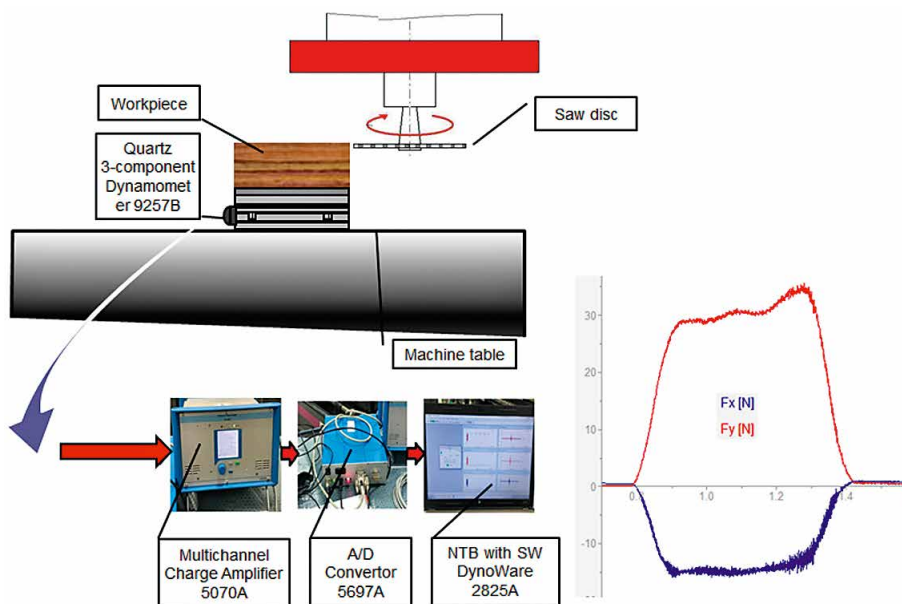 Workpiece
Saw disc
Quartz
3-component
Dynamomet
er 9257B
Machine table
Multichannel
Charge Amplifier
5070A
A/D
Convertor
5697A
NTB with SW
DynoWare
2825A
30
20
10
0
-10
Fx [N]
Fy [N]
1.0
1.2
1.4